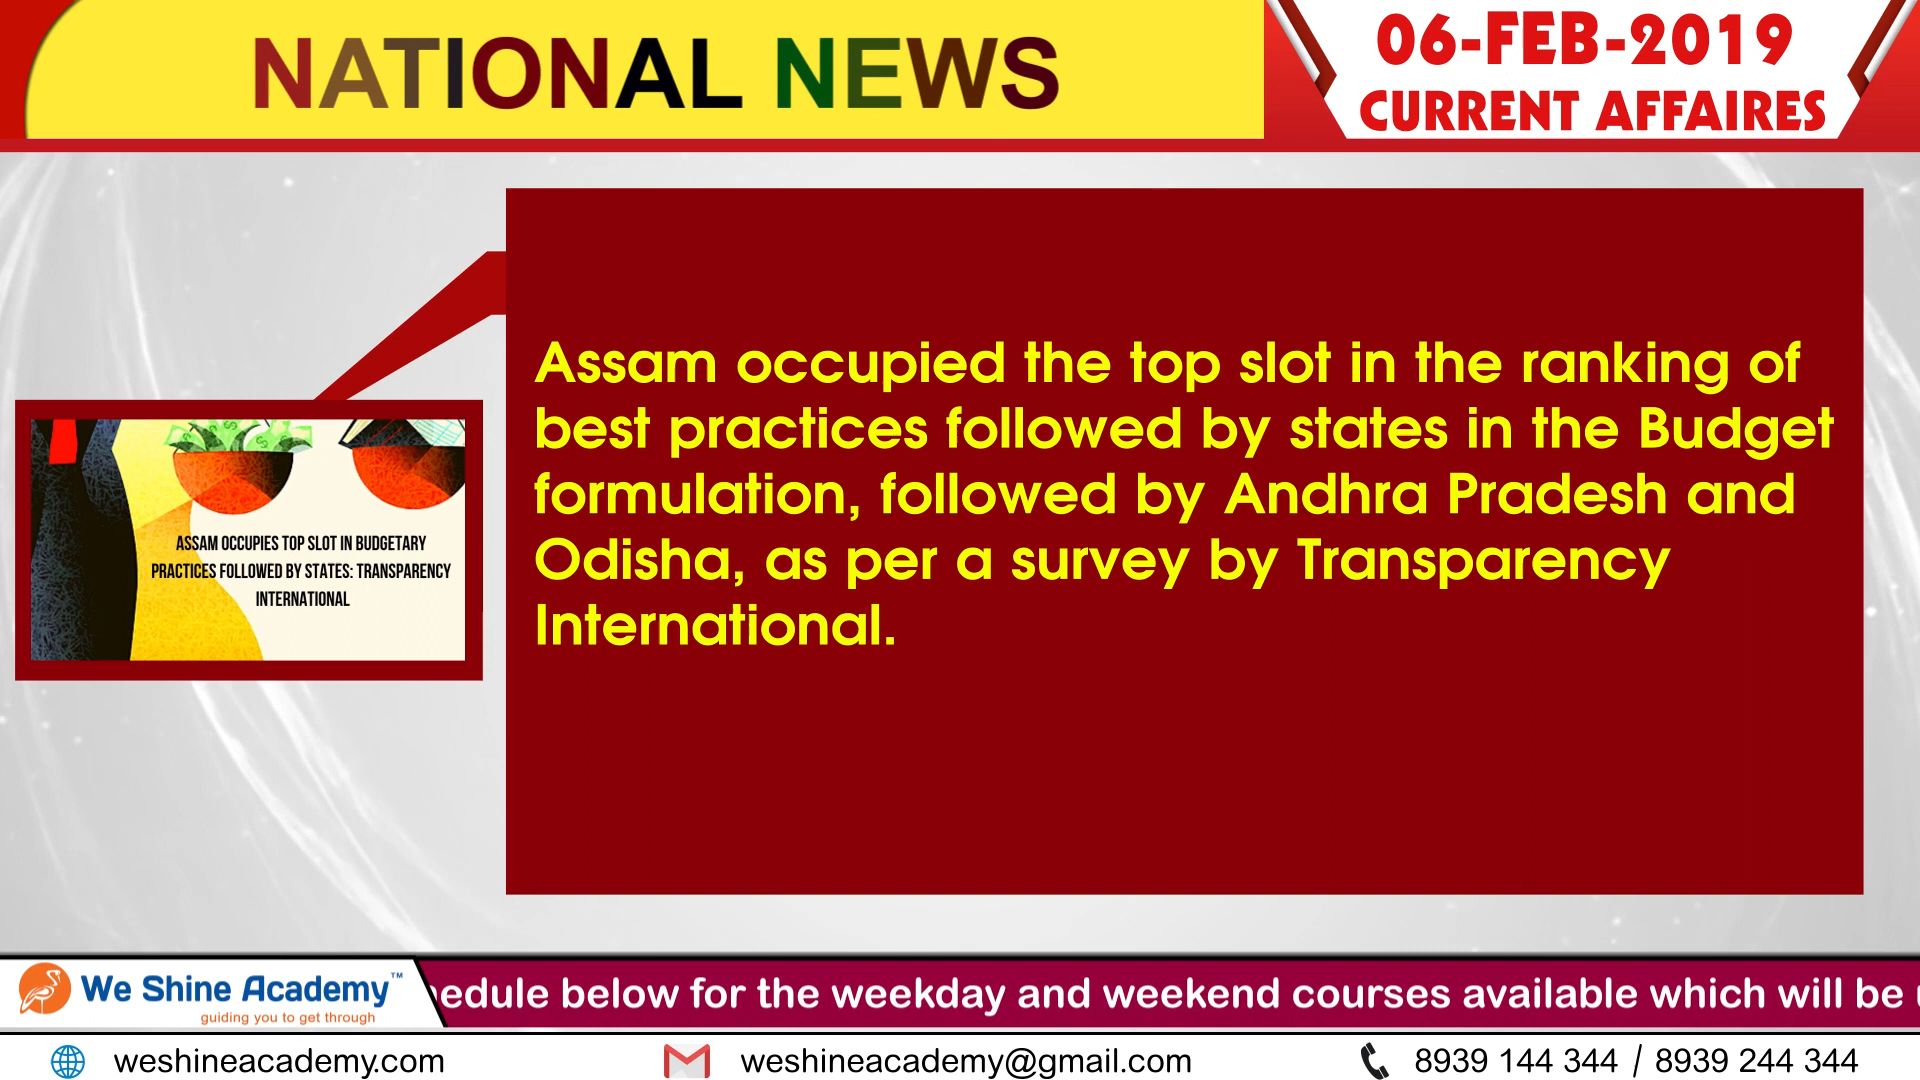 NATIONAL NEWS
06-FEB-2019
CURRENT AFFAIRES
Assam occupied the top slot in the ranking of
best practices followed by states in the Budget
formulation, followed by Andhra Pradesh and
Odisha, as per a survey by Transparency
International.
ASSAM OCCUPIES TOP SLOT IN BUDGETARY
PRACTICES FOLLOWED BY STATES: TRANSPARENCY
INTERNATIONAL
We Shine Academy™
guiding you to get through
edule below for the weekday and weekend courses available which will be
weshineacademy.com
weshineacademy@gmail.com
8939 144 344 / 8939 244 344